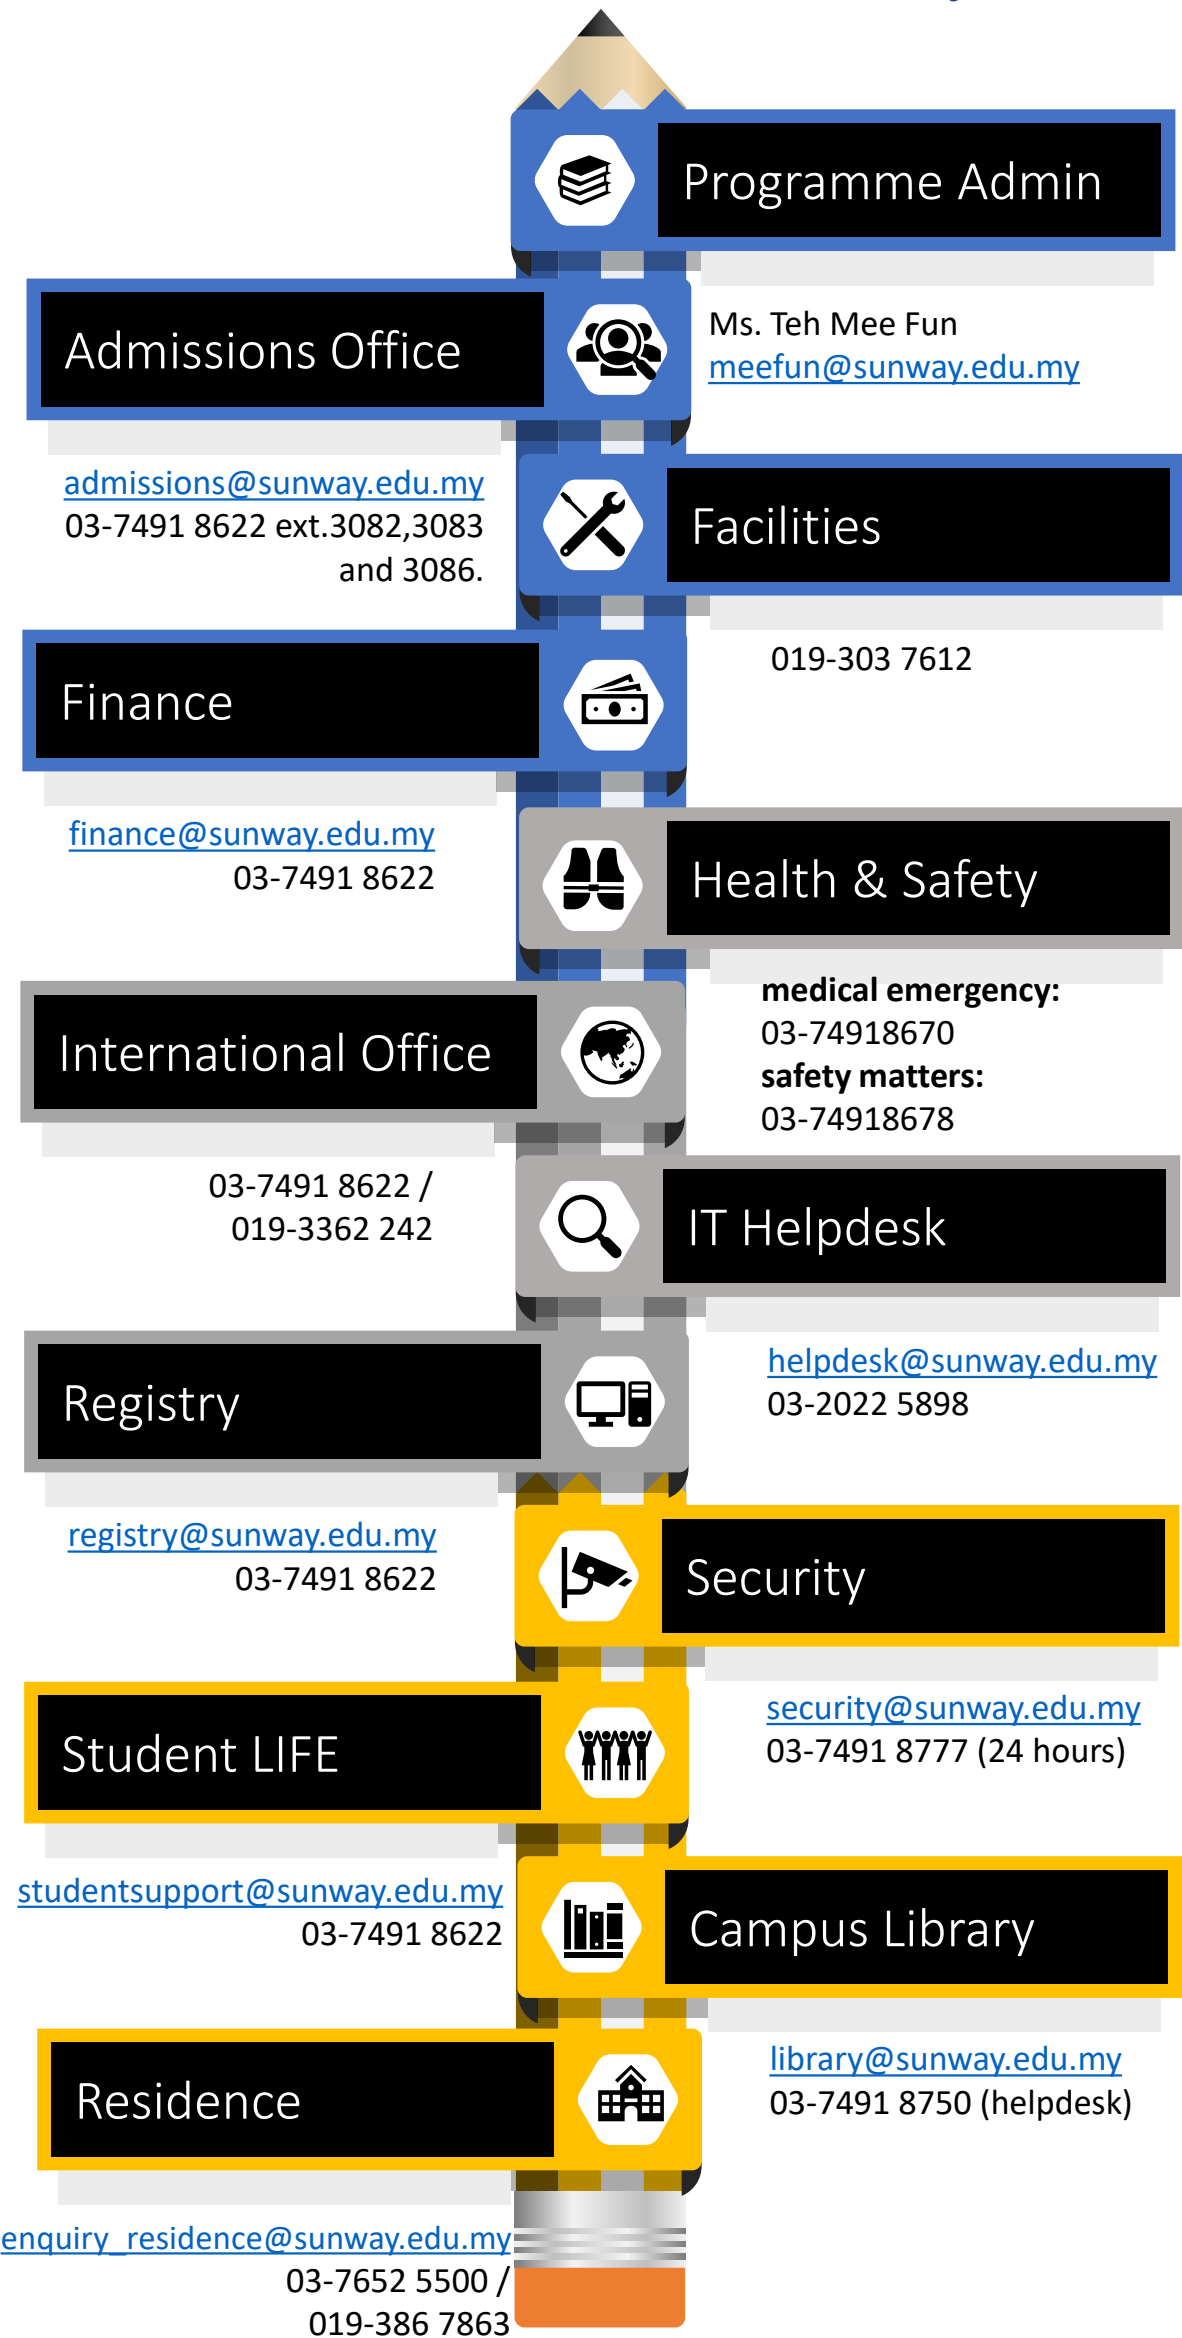 Programme Admin
Ms. Teh Mee Fun
meefun@sunway.edu.my
Admissions Office
admissions@sunway.edu.my
03-7491 8622 ext.3082,3083
and 3086.
Facilities
019-303 7612
Finance
finance@sunway.edu.my
03-7491 8622
Health & Safety
medical emergency:
03-74918670
safety matters:
03-74918678
International Office
03-7491 8622 /
019-3362 242
IT Helpdesk
helpdesk@sunway.edu.my
03-2022 5898
Registry
registry@sunway.edu.my
03-7491 8622
Security
security@sunway.edu.my
03-7491 8777 (24 hours)
Student LIFE
studentsupport@sunway.edu.my
03-7491 8622
Campus Library
library@sunway.edu.my
03-7491 8750 (helpdesk)
Residence
enquiry_residence@sunway.edu.my
03-7652 5500 /
019-386 7863